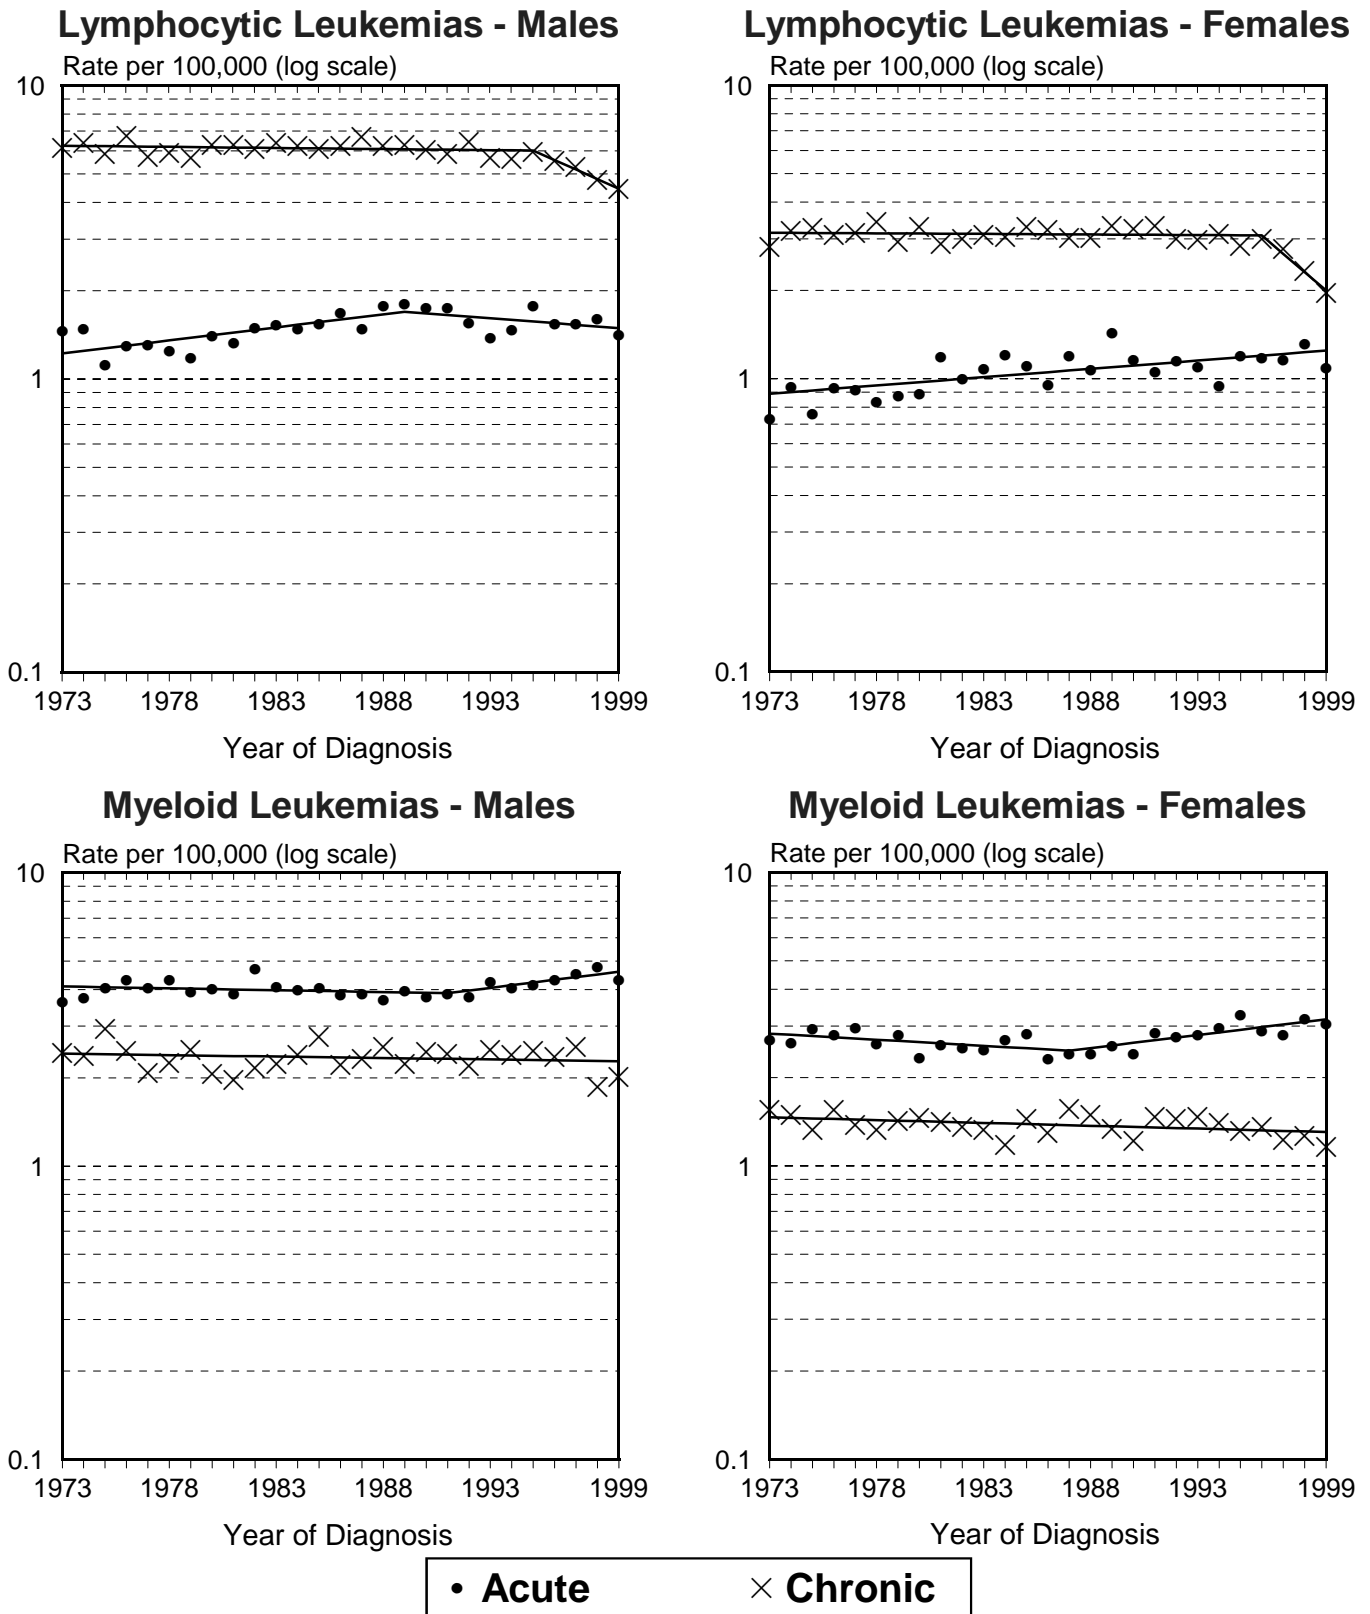 Lymphocytic Leukemias - Males
Rate per 100,000 (log scale)
10
1
0.1
1973 1978 1983 1988 1993 1999
Year of Diagnosis
Lymphocytic Leukemias - Females
Rate per 100,000 (log scale)
10
1
0.1
1973 1978 1983 1988 1993 1999
Year of Diagnosis
Myeloid Leukemias - Males
Rate per 100,000 (log scale)
10
1
0.1
1973 1978 1983 1988 1993 1999
Year of Diagnosis
Myeloid Leukemias - Females
Rate per 100,000 (log scale)
10
1
0.1
1973 1978 1983 1988 1993 1999
Year of Diagnosis
Acute Chronic